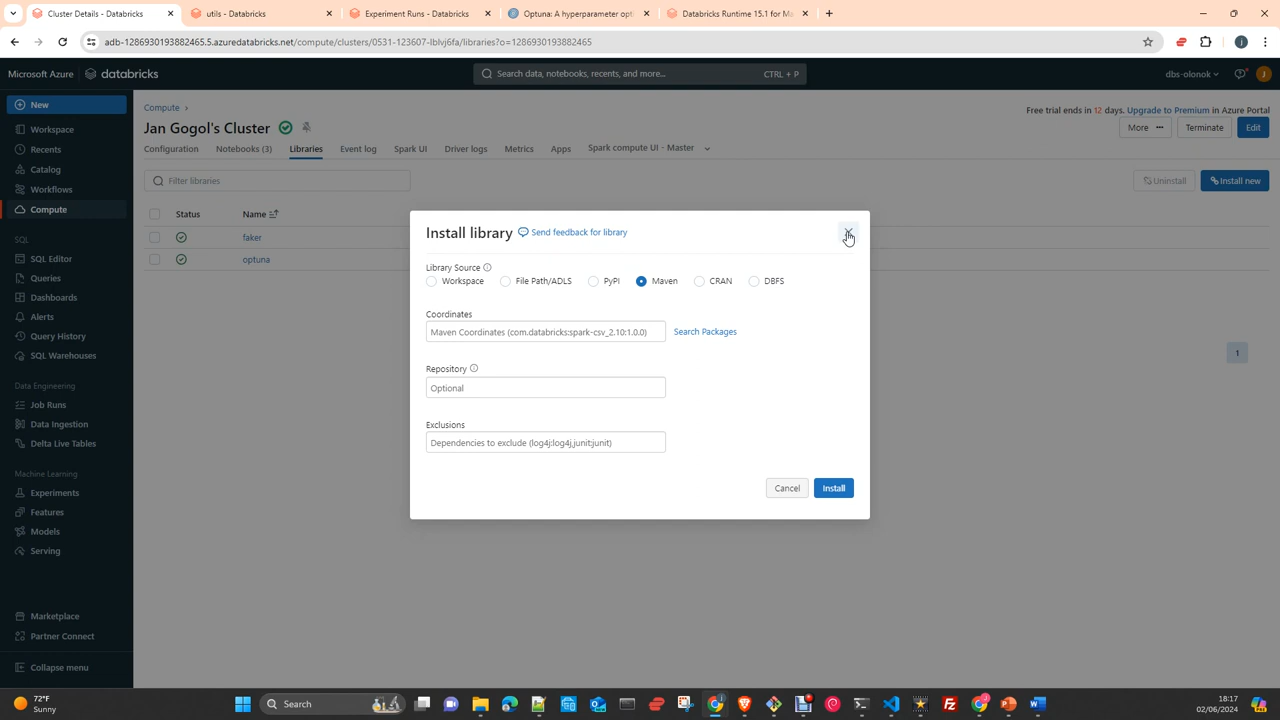 Cluster Details - Databricks
utils - Databricks
Experiment Runs - Databricks
Optuna: A hyperparameter opti
Databricks Runtime 15.1 for Ma
adb-1286930193882465.5.azuredatabricks.net/compute/clusters/0531-123607-lblvj6fa/libraries?o=1286930193882465
Microsoft Azure
databricks
Search data, notebooks, recents, and more...
CTRL + P
dbs-olonok
J
New
Workspace
Recents
Catalog
Workflows
Compute
SQL
SQL Editor
Queries
Dashboards
Alerts
Query History
SQL Warehouses
Data Engineering
Job Runs
Data Ingestion
Delta Live Tables
Machine Learning
Experiments
Features
Models
Serving
Marketplace
Partner Connect
Collapse menu
Compute
Free trial ends in 12 days. Upgrade to Premium in Azure Portal
Jan Gogol's Cluster
More
Terminate
Edit
Configuration
Notebooks (3)
Libraries
Event log
Spark UI
Driver logs
Metrics
Apps
Spark compute UI - Master
Filter libraries
Uninstall
Install new
Status
Name
faker
optuna
1
Install library
Send feedback for library
Library Source
Workspace
File Path/ADLS
PyPI
Maven
CRAN
DBFS
Coordinates
Maven Coordinates (com.databricks:spark-csv_2.10:1.0.0)
Search Packages
Repository
Optional
Exclusions
Dependencies to exclude (log4j:log4j,junit:junit)
Cancel
Install
72°F
Sunny
Search
18:17
02/06/2024